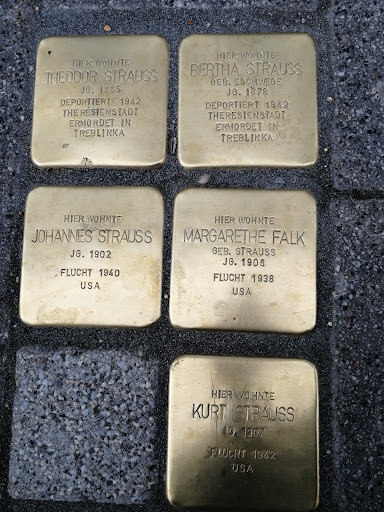 HIER WOHNTE
THEODOR STRAUSS
JG. 1866
DEPORTIERT 1942
THERESIENSTADT
ERMORDET IN
TREBLINKA
HIER WOHNTE
BERTHA STRAUSS
GEB. ESCHWEGE
JG. 1878
DEPORTIERT 1942
THERESIENSTADT
ERMORDET IN
TREBLINKA
HIER WOHNTE
JOHANNES STRAUSS
JG. 1902
FLUCHT 1940
USA
HIER WOHNTE
MARGARETHE FALK
GEB. STRAUSS
JG.
FLUCHT 1938
USA
HIER WOHNTE
KURT STRAUSS
JG.
FLUCHT 1942
USA